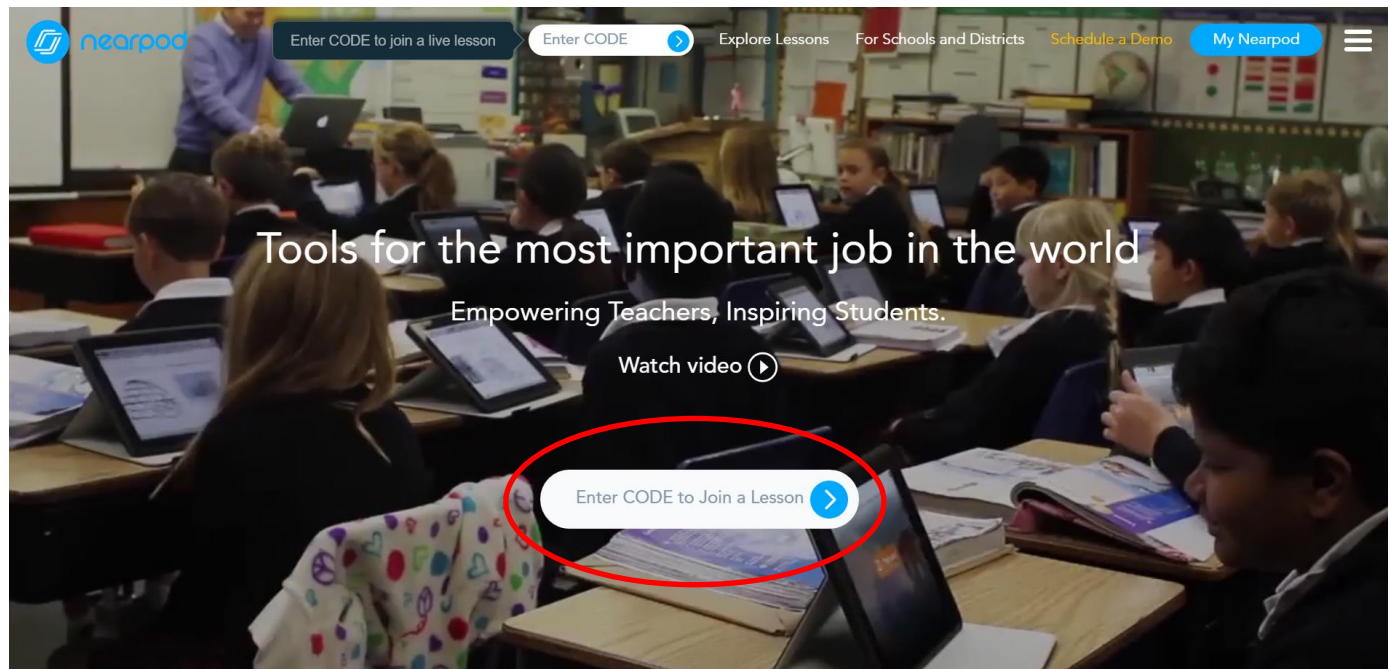 nearpod
Enter CODE to join a live lesson
Enter CODE
Explore Lessons
For Schools and Districts
Schedule a Demo
My Nearpod
Tools for the most important job in the world
Empowering Teachers, Inspiring Students.
Watch video
Enter CODE to Join a Lesson